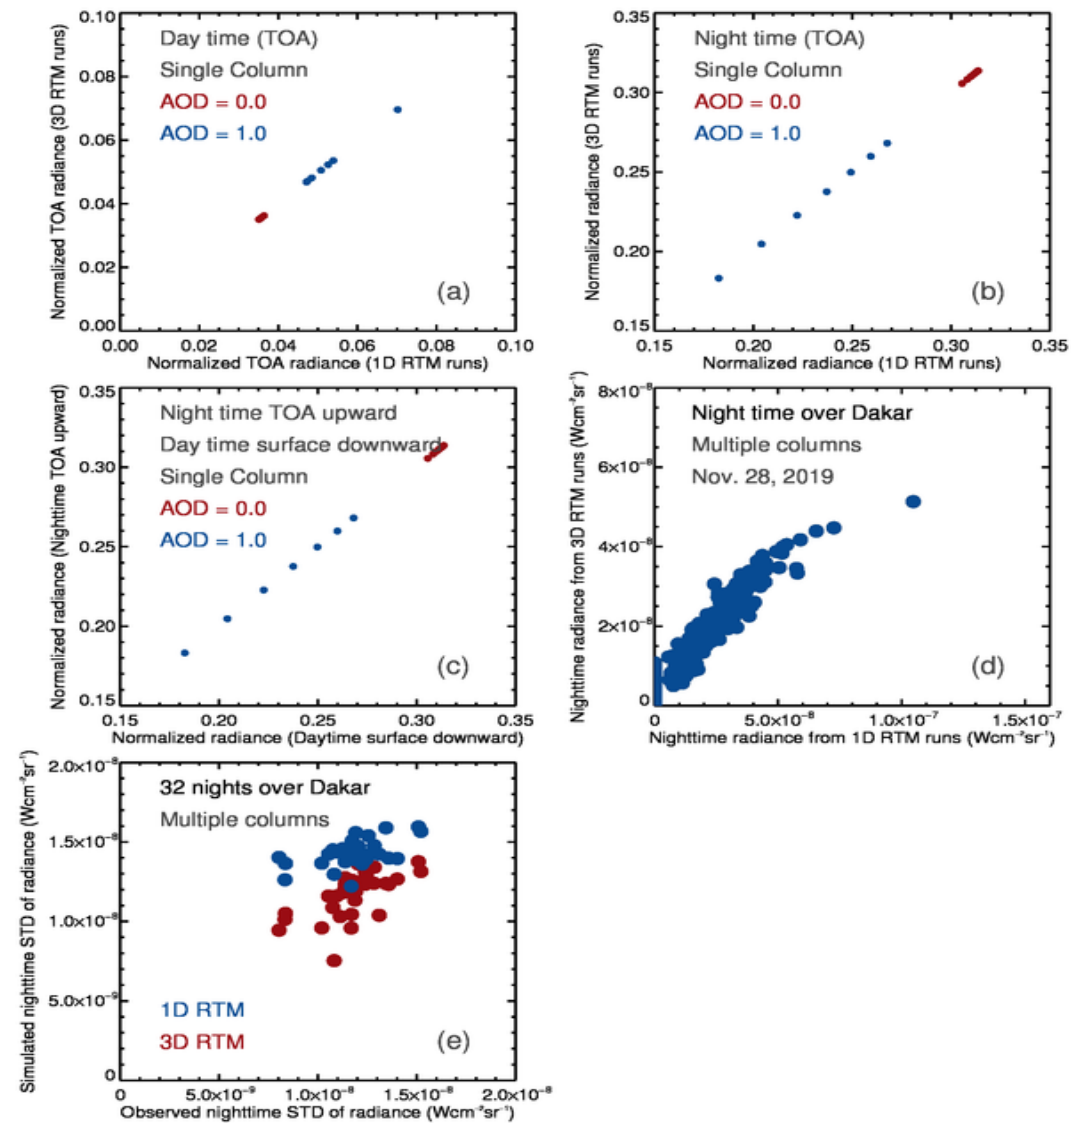 Day time (TOA)
Single Column
AOD = 0.0
AOD = 1.0
(a)
0.10
0.08
0.06
0.04
0.02
0.00
0.00 0.02 0.04 0.06 0.08 0.10
Normalized TOA radiance (1D RTM runs)
Normalized TOA radiance (3D RTM runs)
Night time (TOA)
Single Column
AOD = 0.0
AOD = 1.0
(b)
0.35
0.30
0.25
0.20
0.15
0.15 0.20 0.25 0.30 0.35
Normalized radiance (1D RTM runs)
Normalized radiance (3D RTM runs)
Night time TOA upward
Day time surface downward
Single Column
AOD = 0.0
AOD = 1.0
(c)
0.35
0.30
0.25
0.20
0.15
0.15 0.20 0.25 0.30 0.35
Normalized radiance (Daytime surface downward)
Normalized radiance (Nighttime TOA upward)
Night time over Dakar
Multiple columns
Nov. 28, 2019
(d)
8×10⁻⁸
6×10⁻⁸
4×10⁻⁸
2×10⁻⁸
0
0 5.0×10⁻⁸ 1.0×10⁻⁷ 1.5×10⁻⁷
Nighttime radiance from 1D RTM runs (Wcm⁻²sr⁻¹)
Nighttime radiance from 3D RTM runs (Wcm⁻²sr⁻¹)
32 nights over Dakar
Multiple columns
1D RTM
3D RTM
(e)
2.0×10⁻⁸
1.5×10⁻⁸
1.0×10⁻⁸
5.0×10⁻⁹
0
0 5.0×10⁻⁹ 1.0×10⁻⁸ 1.5×10⁻⁸ 2.0×10⁻⁸
Observed nighttime STD of radiance (Wcm⁻²sr⁻¹)
Simulated nighttime STD of radiance (Wcm⁻²sr⁻¹)